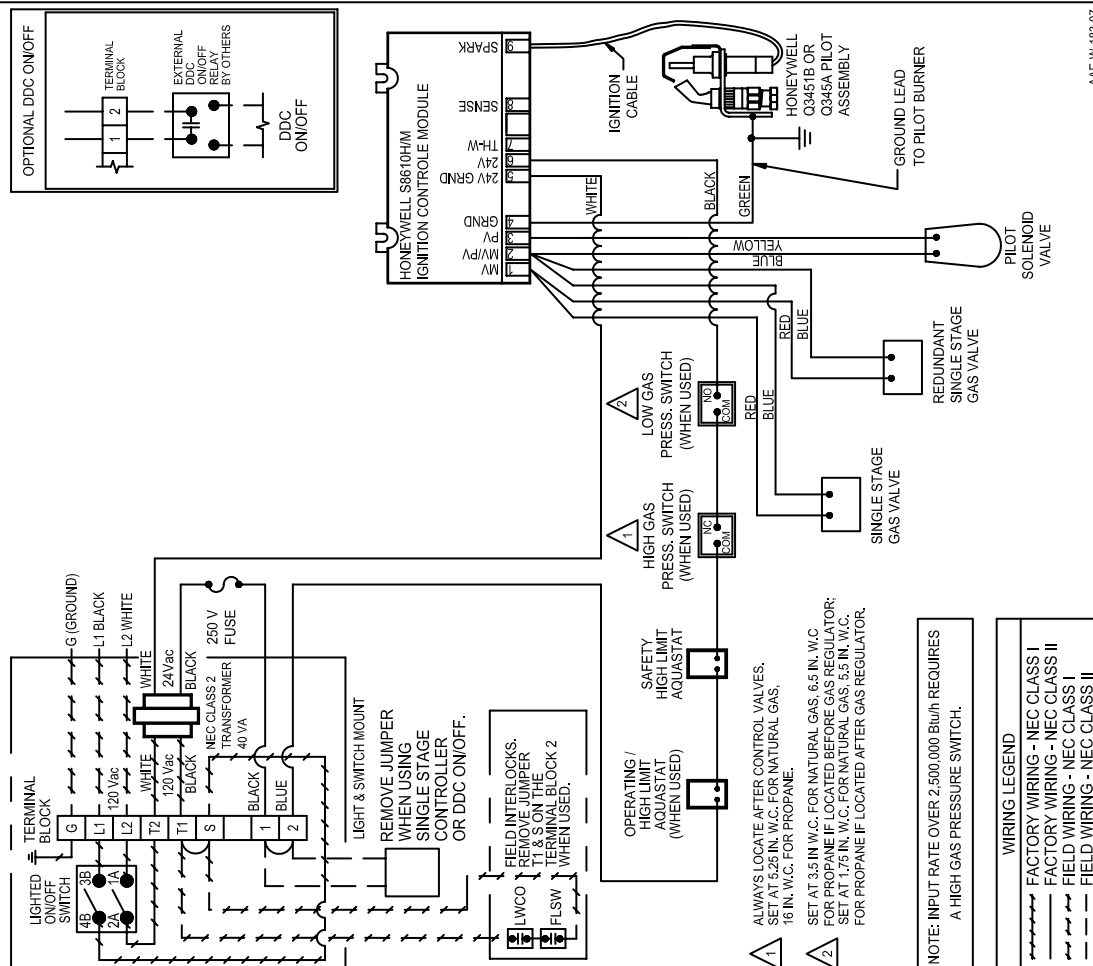 OPTIONAL DDC ON/OFF
TERMINAL
BLOCK
1
2
EXTERNAL
DDC
ON/OFF
RELAY
BY OTHERS
DDC
ON/OFF
HONEYWELL S8610H/M
IGNITION CONTROLE MODULE
MV
MV/PV
PV
GRND
24V GRND
24V
TH-W
SENSE
SPARK
1
2
3
4
5
6
7
8
9
IGNITION
CABLE
HONEYWELL
Q3451B OR
Q345A PILOT
ASSEMBLY
GROUND LEAD
TO PILOT BURNER
WHITE
BLACK
GREEN
YELLOW
BLUE
PILOT
SOLENOID
VALVE
RED
BLUE
REDUNDANT
SINGLE STAGE
GAS VALVE
RED
BLUE
SINGLE STAGE
GAS VALVE
2
LOW GAS
PRESS. SWITCH
(WHEN USED)
NO
COM
1
HIGH GAS
PRESS. SWITCH
(WHEN USED)
NC
COM
SAFETY
HIGH LIMIT
AQUASTAT
OPERATING /
HIGH LIMIT
AQUASTAT
(WHEN USED)
G (GROUND)
L1 BLACK
L2 WHITE
WHITE
24Vac
BLACK
250 V
FUSE
NEC CLASS 2
TRANSFORMER
40 VA
120 Vac
WHITE
120 Vac
BLACK
TERMINAL
BLOCK
G
L1
L2
T2
T1
S
1
2
LIGHTED
ON/OFF
SWITCH
4B
3B
2A
1A
BLACK
BLUE
LIGHT & SWITCH MOUNT
REMOVE JUMPER
WHEN USING
SINGLE STAGE
CONTROLLER
OR DDC ON/OFF.
FIELD INTERLOCKS.
REMOVE JUMPER
T1 & S ON THE
TERMINAL BLOCK 2
WHEN USED.
LWCO
FLSW
1
ALWAYS LOCATE AFTER CONTROL VALVES.
SET AT 5.25 IN. W.C. FOR NATURAL GAS,
16 IN. W.C. FOR PROPANE.
2
SET AT 3.5 IN W.C. FOR NATURAL GAS, 6.5 IN. W.C
FOR PROPANE IF LOCATED BEFORE GAS REGULATOR;
SET AT 1.75 IN. W.C. FOR NATURAL GAS, 5.5 IN. W.C.
FOR PROPANE IF LOCATED AFTER GAS REGULATOR.
NOTE: INPUT RATE OVER 2,500,000 Btu/h REQUIRES
A HIGH GAS PRESSURE SWITCH.
WIRING LEGEND
FACTORY WIRING - NEC CLASS I
FACTORY WIRING - NEC CLASS II
FIELD WIRING - NEC CLASS I
FIELD WIRING - NEC CLASS II